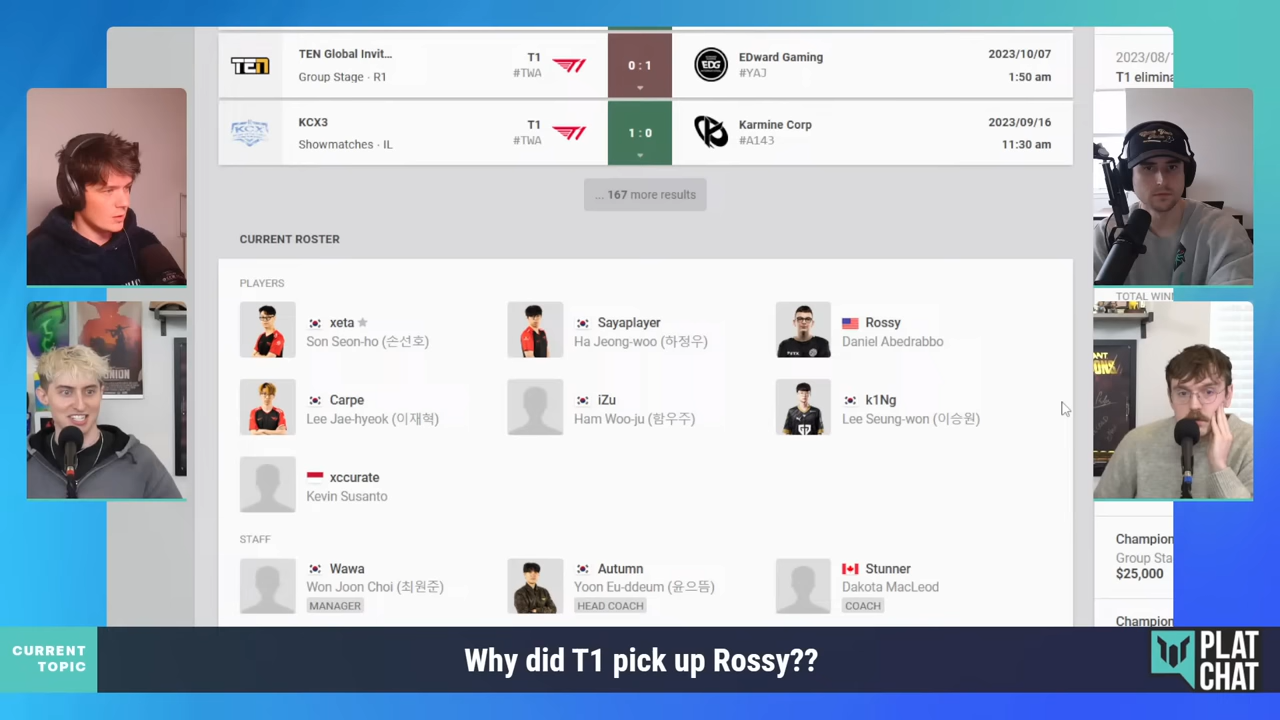 TEN
TEN Global Invit...
Group Stage · R1
T1
#TWA
0 : 1
EDG
EDward Gaming
#YAJ
2023/10/07
1:50 am
2023/08/
T1 elimina
KCX
KCX3
Showmatches · IL
T1
#TWA
1 : 0
Karmine Corp
#A143
2023/09/16
11:30 am
... 167 more results
CURRENT ROSTER
PLAYERS
TOTAL WIN
xeta
Son Seon-ho (손선호)
Sayaplayer
Ha Jeong-woo (하정우)
Rossy
Daniel Abedrabbo
Carpe
Lee Jae-hyeok (이재혁)
iZu
Ham Woo-ju (함우주)
k1Ng
Lee Seung-won (이승원)
xccurate
Kevin Susanto
STAFF
Wawa
Won Joon Choi (최원준)
MANAGER
Autumn
Yoon Eu-ddeum (윤으뜸)
HEAD COACH
Stunner
Dakota MacLeod
COACH
Champion
Group Sta
$25,000
Champion
CURRENT
TOPIC
Why did T1 pick up Rossy??
PLAT
CHAT